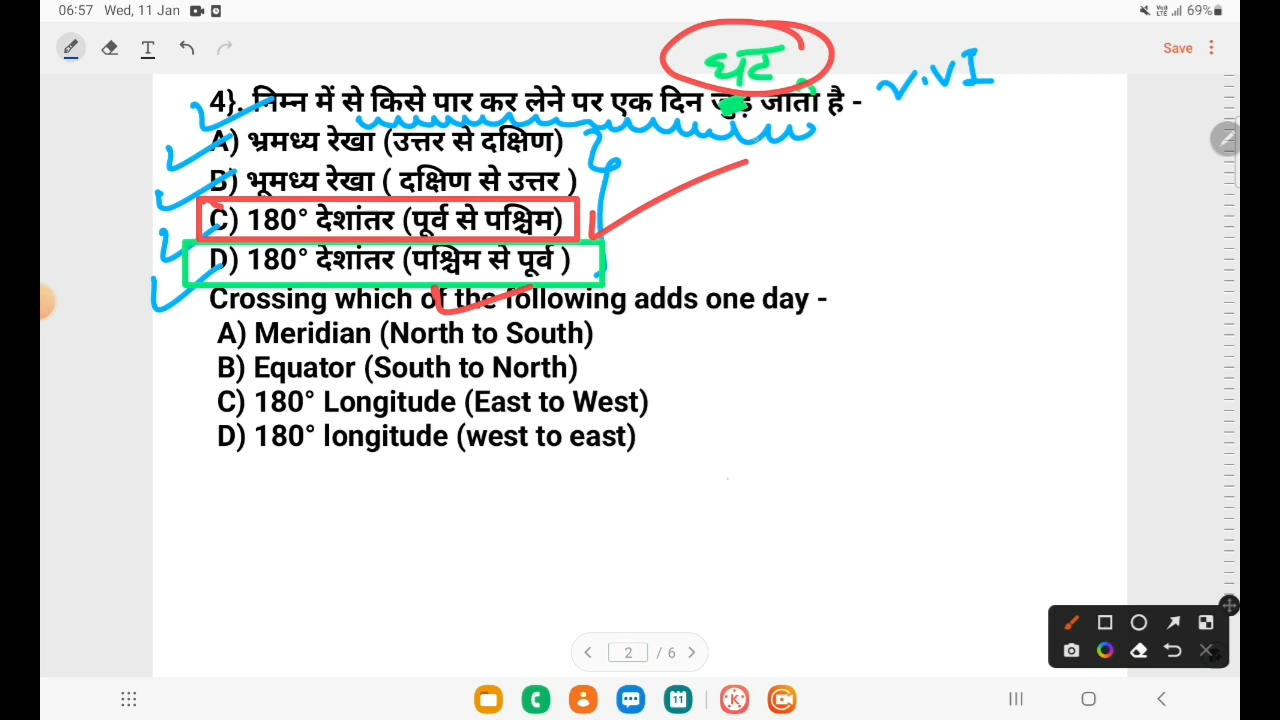 06:57 Wed, 11 Jan
69%
Save
घट
v.vI
4}. निम्न में से किसे पार कर लेने पर एक दिन जुड़ जाता है -
A) भ्रमध्य रेखा (उत्तर से दक्षिण)
B) भूमध्य रेखा ( दक्षिण से उत्तर )
C) 180° देशांतर (पूर्व से पश्चिम)
D) 180° देशांतर (पश्चिम से पूर्व )
Crossing which of the following adds one day -
A) Meridian (North to South)
B) Equator (South to North)
C) 180° Longitude (East to West)
D) 180° longitude (west to east)
2 / 6
11
K